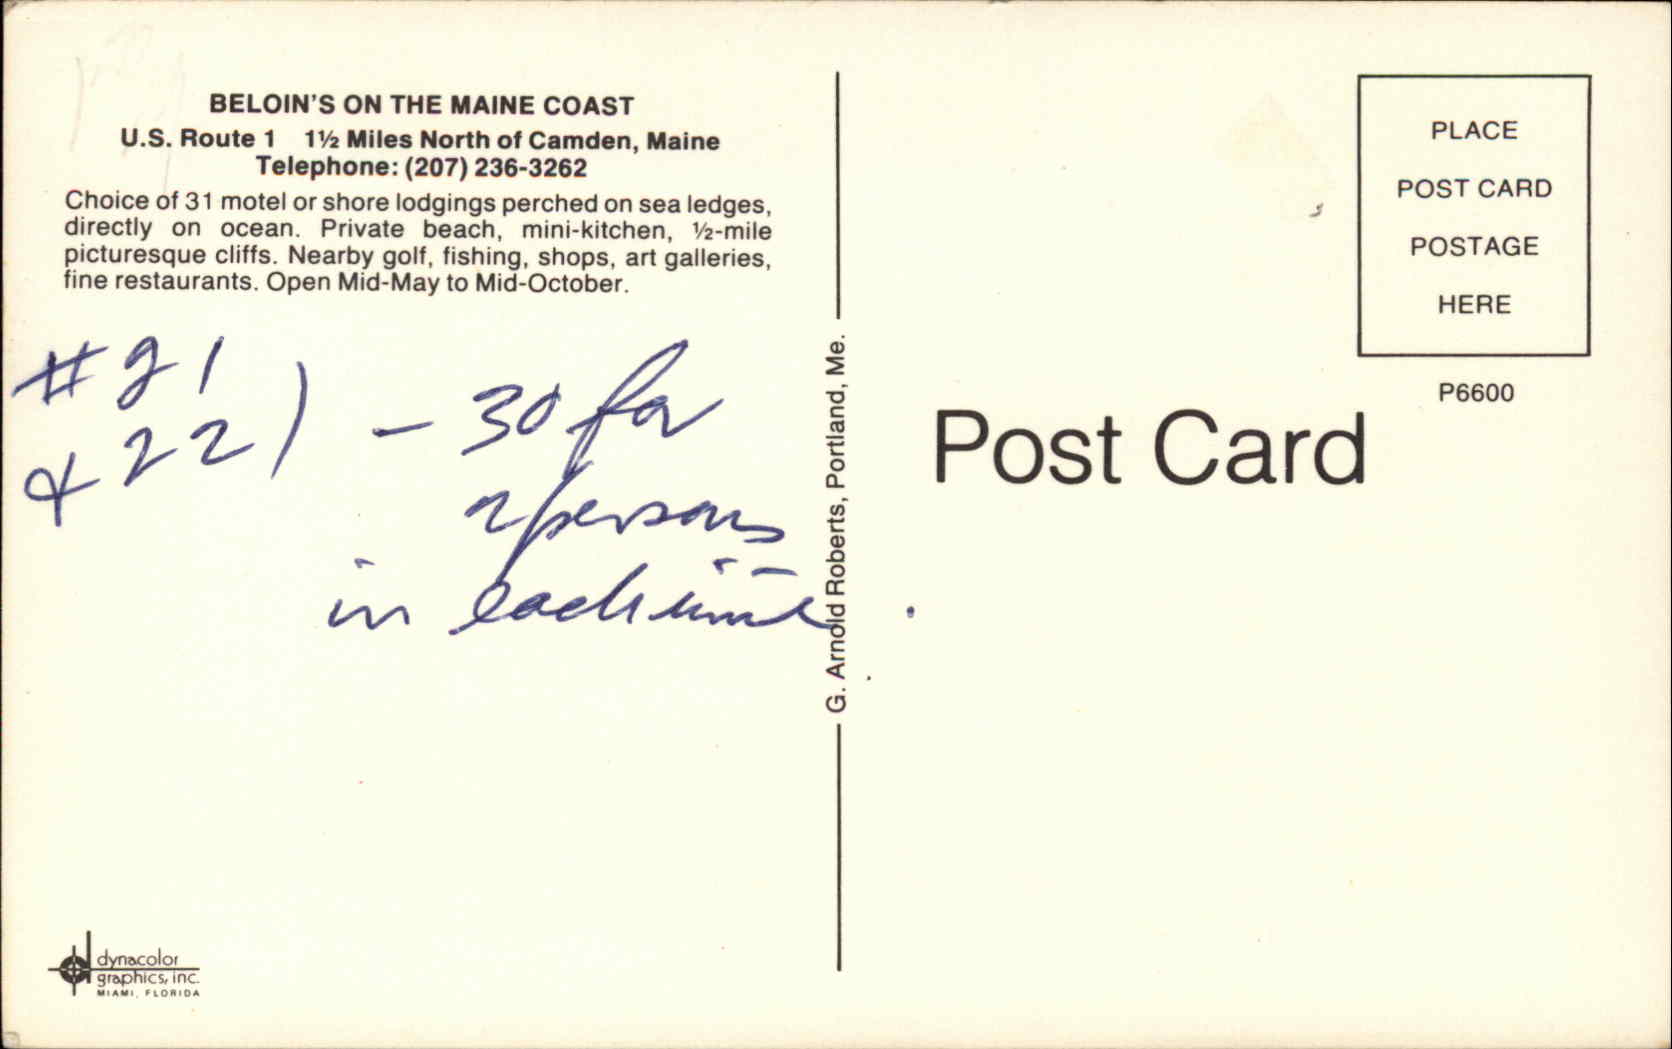 BELOIN'S ON THE MAINE COAST
U.S. Route 1 1½ Miles North of Camden, Maine
Telephone: (207) 236-3262
Choice of 31 motel or shore lodgings perched on sea ledges,
directly on ocean. Private beach, mini-kitchen, ½-mile
picturesque cliffs. Nearby golf, fishing, shops, art galleries,
fine restaurants. Open Mid-May to Mid-October.
#21
& 22) - 30 for
2 persons
in each unit
dynacolor
graphics, inc.
MIAMI, FLORIDA
G. Arnold Roberts, Portland, Me.
PLACE
POST CARD
POSTAGE
HERE
P6600
Post Card